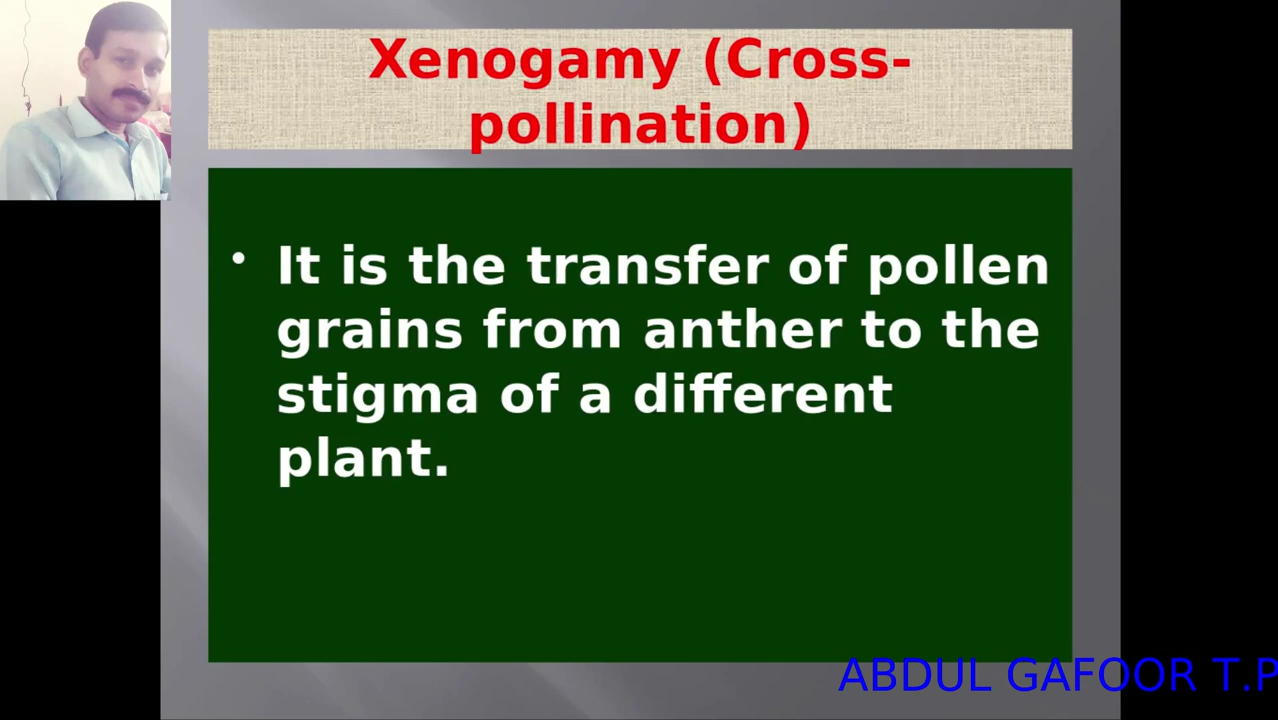 Xenogamy (Cross-
pollination)
• It is the transfer of pollen
grains from anther to the
stigma of a different
plant.
ABDUL GAFOOR T.P